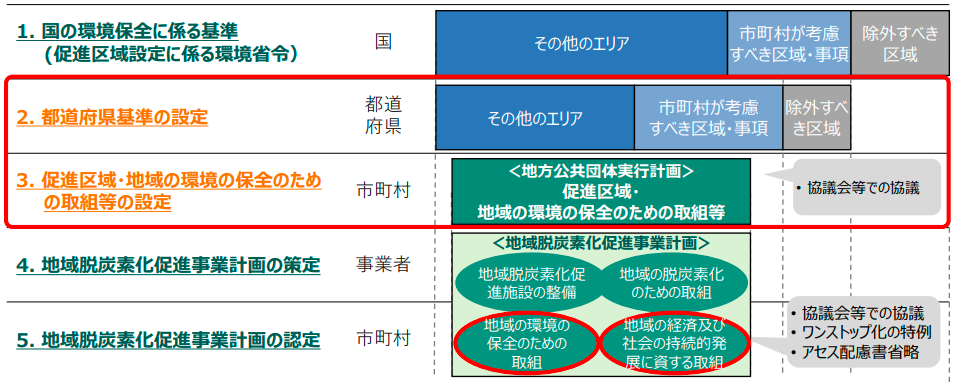 1. 国の環境保全に係る基準
(促進区域設定に係る環境省令)
国
その他のエリア
市町村が考慮
すべき区域・事項
除外すべき
区域
2. 都道府県基準の設定
都道
府県
その他のエリア
市町村が考慮
すべき区域・事項
除外すべ
き区域
3. 促進区域・地域の環境の保全のため
の取組等の設定
市町村
<地方公共団体実行計画>
促進区域・
地域の環境の保全のための取組等
• 協議会等での協議
4. 地域脱炭素化促進事業計画の策定
事業者
<地域脱炭素化促進事業計画>
地域脱炭素化促
進施設の整備
地域の脱炭素化
のための取組
5. 地域脱炭素化促進事業計画の認定
市町村
地域の環境の
保全のための
取組
地域の経済及び
社会の持続的発
展に資する取組
• 協議会等での協議
• ワンストップ化の特例
• アセス配慮書省略